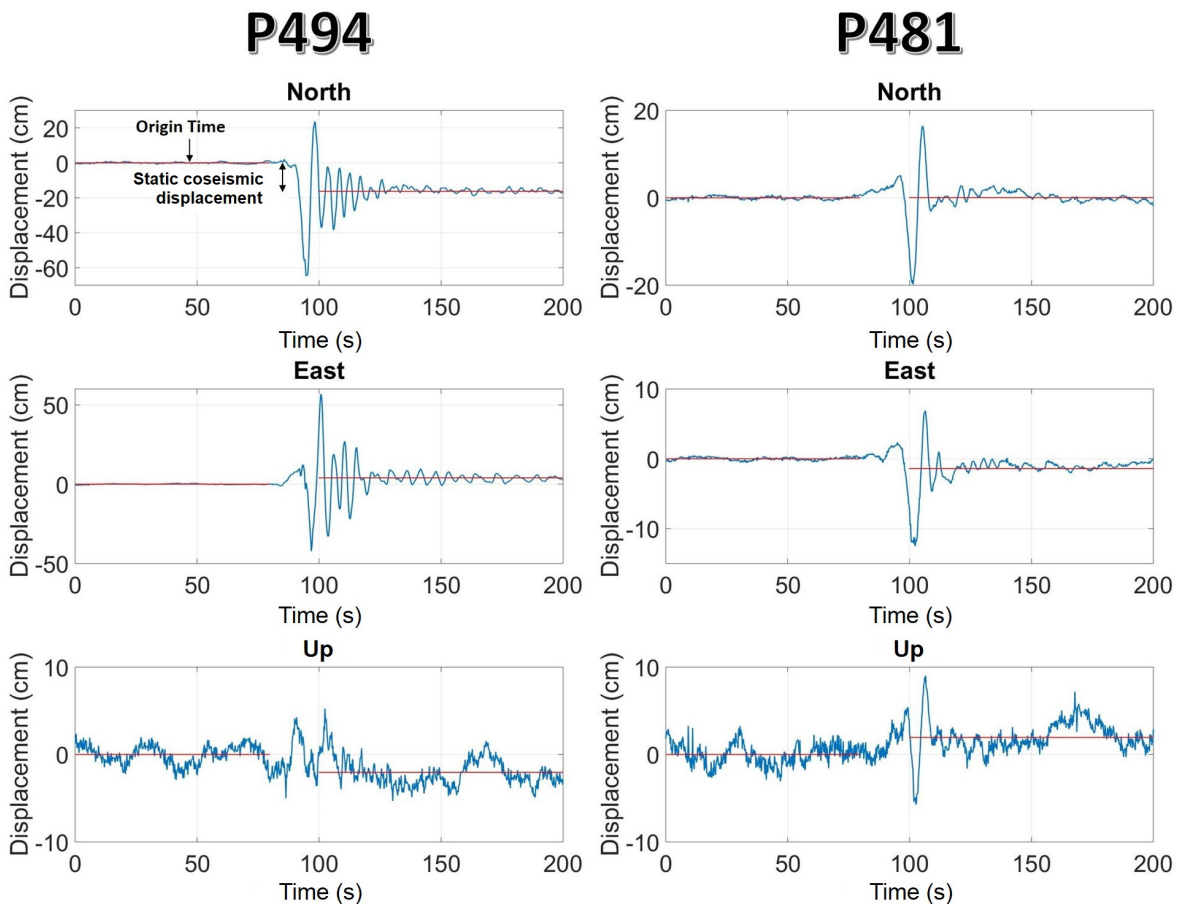 P494
P481
North
Displacement (cm)
20
0
-20
-40
-60
Origin Time
Static coseismic
displacement
0
50
100
150
200
Time (s)
North
Displacement (cm)
20
0
-20
0
50
100
150
200
Time (s)
East
Displacement (cm)
50
0
-50
0
50
100
150
200
Time (s)
East
Displacement (cm)
10
0
-10
0
50
100
150
200
Time (s)
Up
Displacement (cm)
10
0
-10
0
50
100
150
200
Time (s)
Up
Displacement (cm)
10
0
-10
0
50
100
150
200
Time (s)